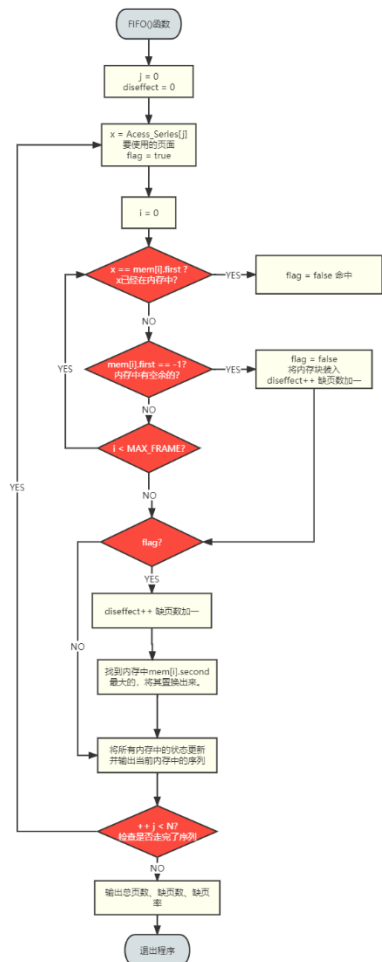 FIFO()函数
j = 0
diseffect = 0
x = Acess_Series[j]
要使用的页面
flag = true
i = 0
x == mem[i].first ?
x已经在内存中?
YES
flag = false 命中
NO
mem[i].first == -1?
内存中有空余的?
YES
flag = false
将内存块装入
diseffect++ 缺页数加一
YES
NO
i < MAX_FRAME?
YES
NO
flag?
YES
diseffect++ 缺页数加一
NO
找到内存中mem[i].second
最大的，将其置换出来。
将所有内存中的状态更新
并输出当前内存中的序列
++ j < N?
检查是否走完了序列
NO
输出总页数、缺页数、缺页
率
退出程序